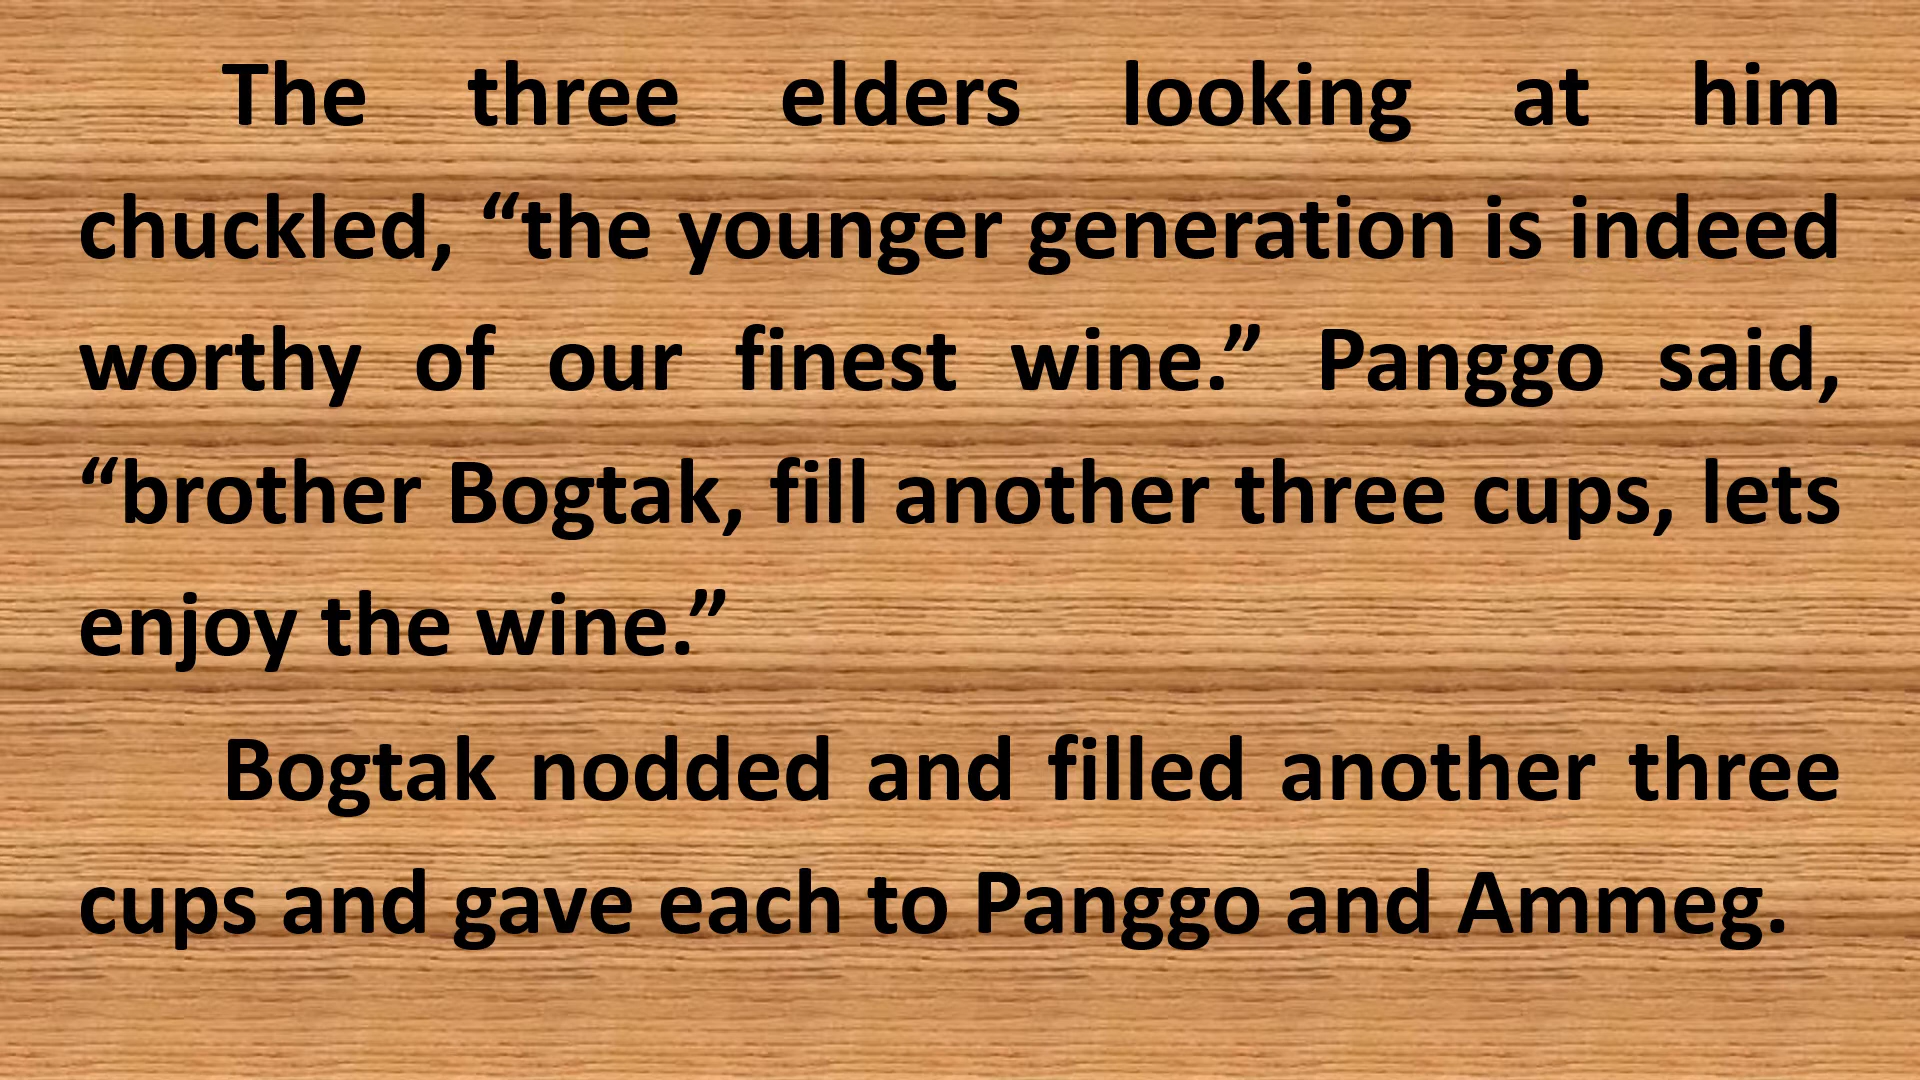 The three elders looking at him
chuckled, “the younger generation is indeed
worthy of our finest wine.” Panggo said,
“brother Bogtak, fill another three cups, lets
enjoy the wine.”
Bogtak nodded and filled another three
cups and gave each to Panggo and Ammeg.